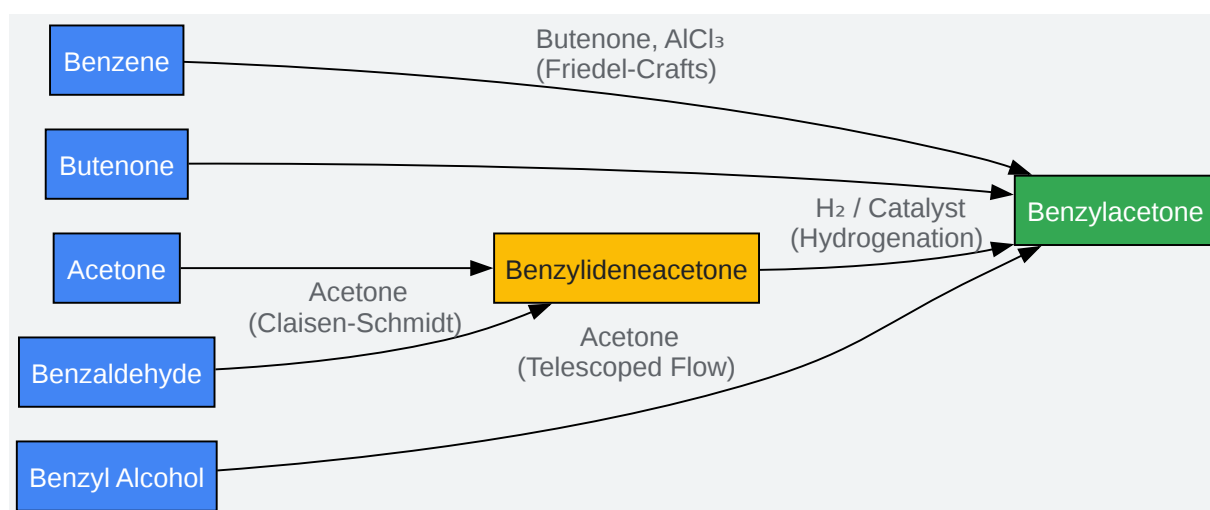 Benzene
Butenone, AlCl₃
(Friedel-Crafts)
Butenone
Benzylacetone
H₂ / Catalyst
(Hydrogenation)
Acetone
Benzylideneacetone
Acetone
(Claisen-Schmidt)
Acetone
(Telescoped Flow)
Benzaldehyde
Benzyl Alcohol